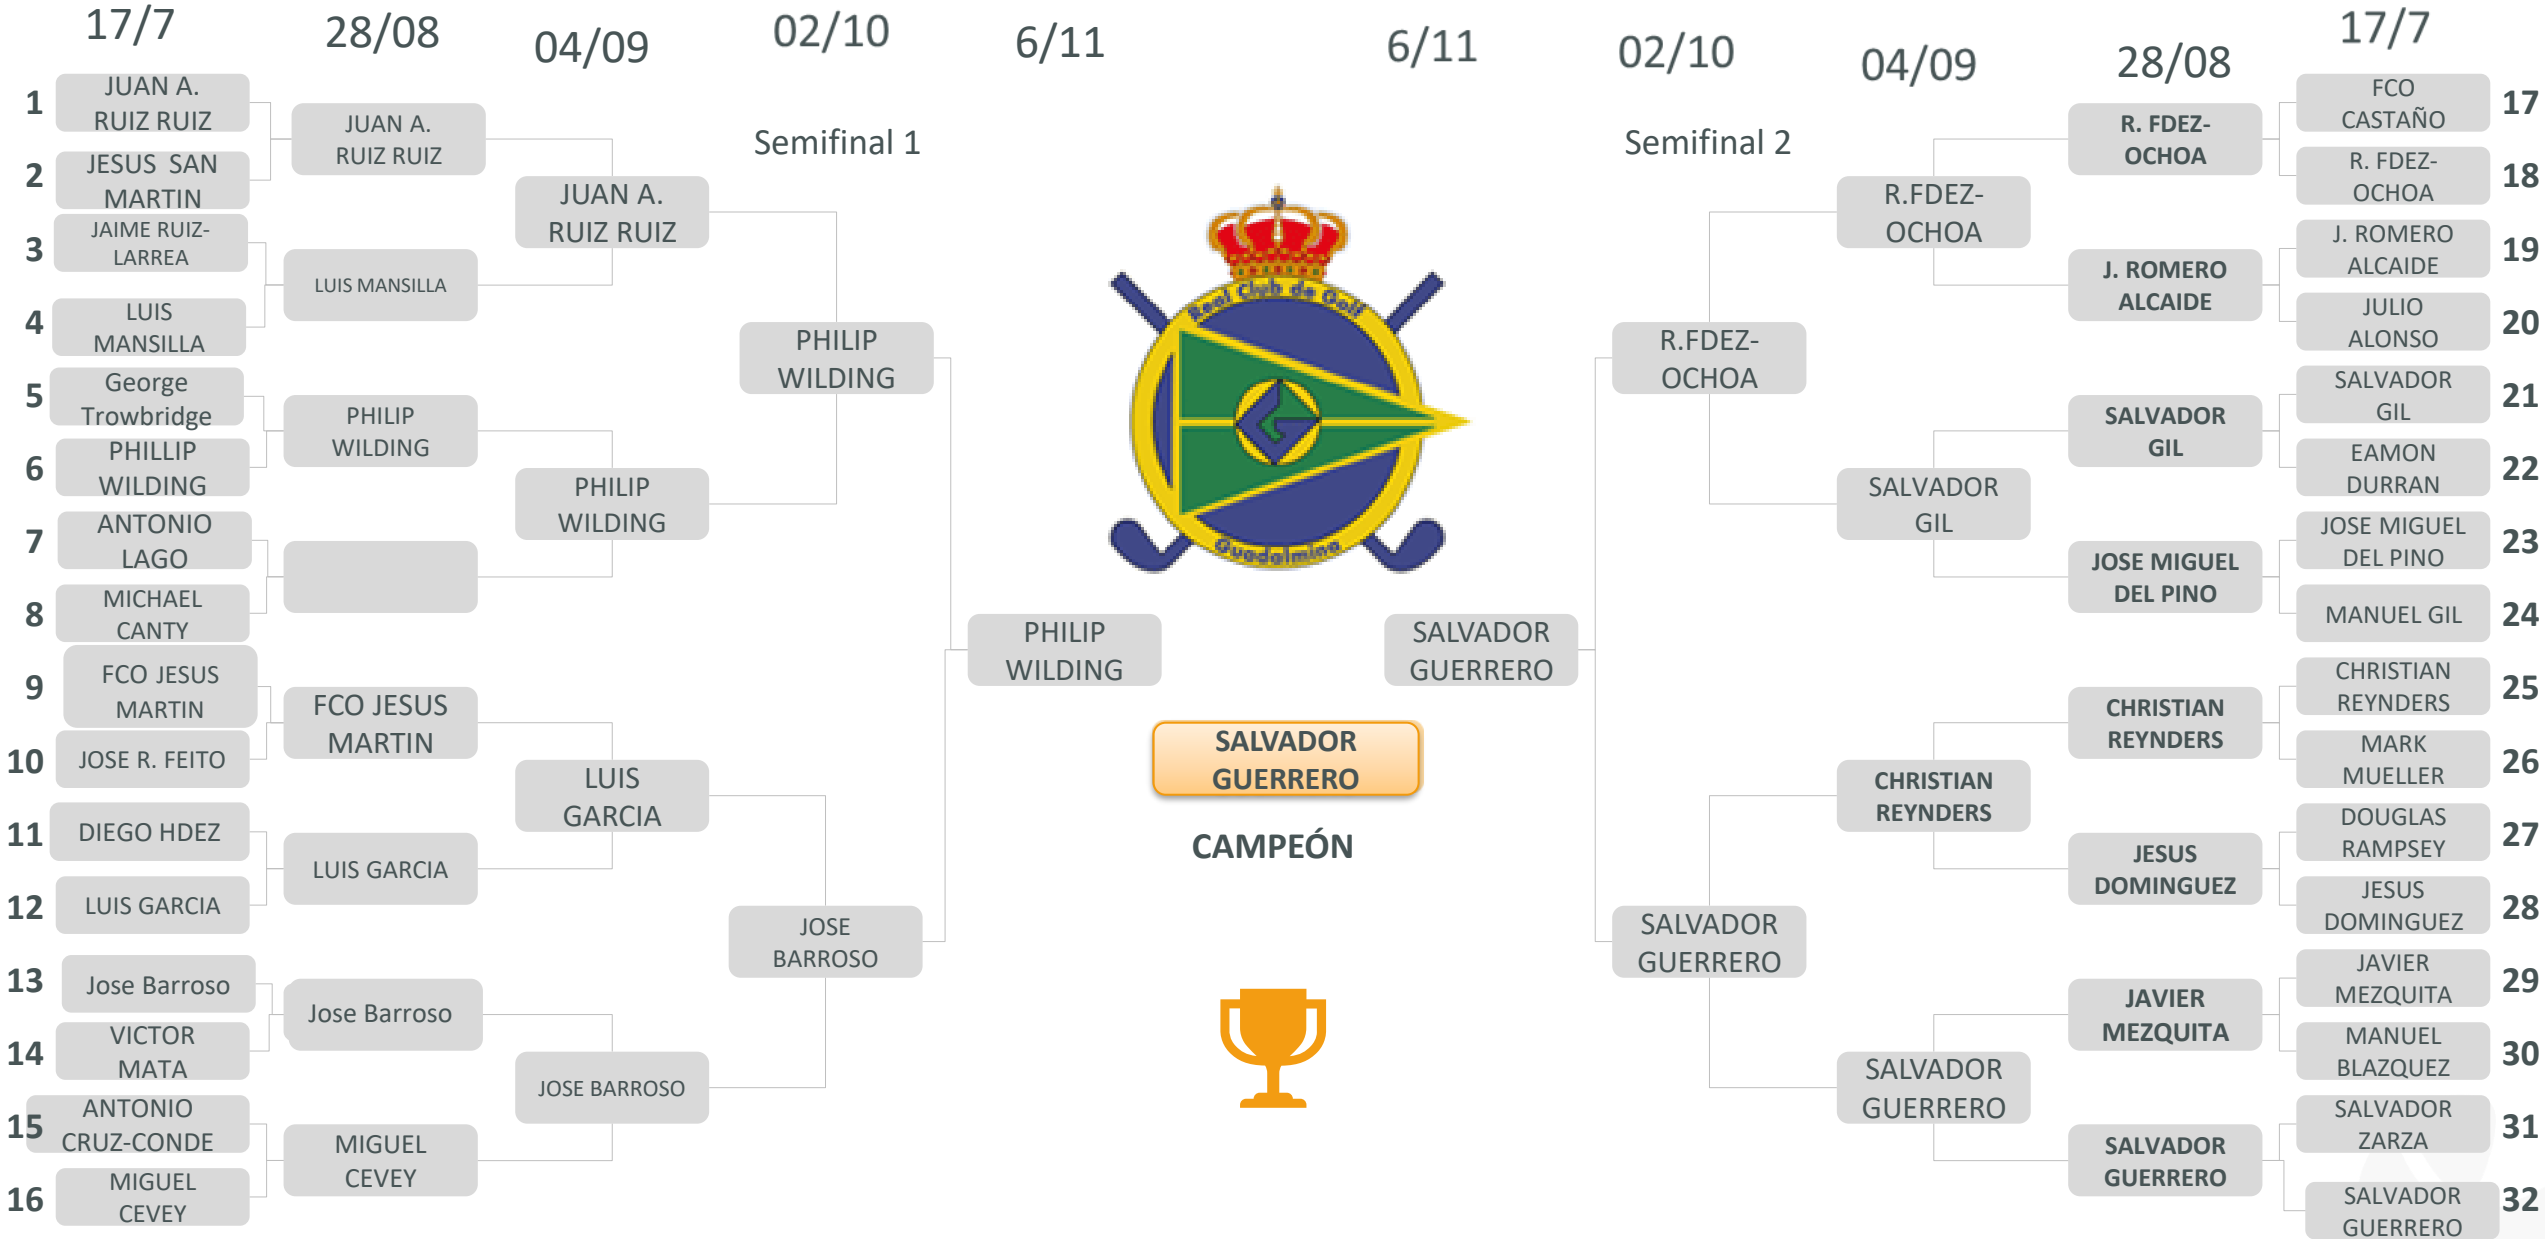 17/7
28/08
04/09
02/10
6/11
6/11
02/10
04/09
28/08
17/7
Semifinal 1
Semifinal 2
1
JUAN A.
RUIZ RUIZ
2
JESUS SAN
MARTIN
3
JAIME RUIZ-
LARREA
4
LUIS
MANSILLA
5
George
Trowbridge
6
PHILLIP
WILDING
7
ANTONIO
LAGO
8
MICHAEL
CANTY
9
FCO JESUS
MARTIN
10
JOSE R. FEITO
11
DIEGO HDEZ
12
LUIS GARCIA
13
Jose Barroso
14
VICTOR
MATA
15
ANTONIO
CRUZ-CONDE
16
MIGUEL
CEVEY
JUAN A.
RUIZ RUIZ
LUIS MANSILLA
PHILIP
WILDING
FCO JESUS
MARTIN
LUIS GARCIA
Jose Barroso
MIGUEL
CEVEY
JUAN A.
RUIZ RUIZ
PHILIP
WILDING
LUIS
GARCIA
JOSE BARROSO
PHILIP
WILDING
JOSE
BARROSO
PHILIP
WILDING
Real Club de Golf
Guadalmina
SALVADOR
GUERRERO
CAMPEÓN
SALVADOR
GUERRERO
R.FDEZ-
OCHOA
SALVADOR
GUERRERO
R.FDEZ-
OCHOA
SALVADOR
GIL
CHRISTIAN
REYNDERS
SALVADOR
GUERRERO
R. FDEZ-
OCHOA
J. ROMERO
ALCAIDE
SALVADOR
GIL
JOSE MIGUEL
DEL PINO
CHRISTIAN
REYNDERS
JESUS
DOMINGUEZ
JAVIER
MEZQUITA
SALVADOR
GUERRERO
FCO
CASTAÑO
17
R. FDEZ-
OCHOA
18
J. ROMERO
ALCAIDE
19
JULIO
ALONSO
20
SALVADOR
GIL
21
EAMON
DURRAN
22
JOSE MIGUEL
DEL PINO
23
MANUEL GIL
24
CHRISTIAN
REYNDERS
25
MARK
MUELLER
26
DOUGLAS
RAMPSEY
27
JESUS
DOMINGUEZ
28
JAVIER
MEZQUITA
29
MANUEL
BLAZQUEZ
30
SALVADOR
ZARZA
31
SALVADOR
GUERRERO
32